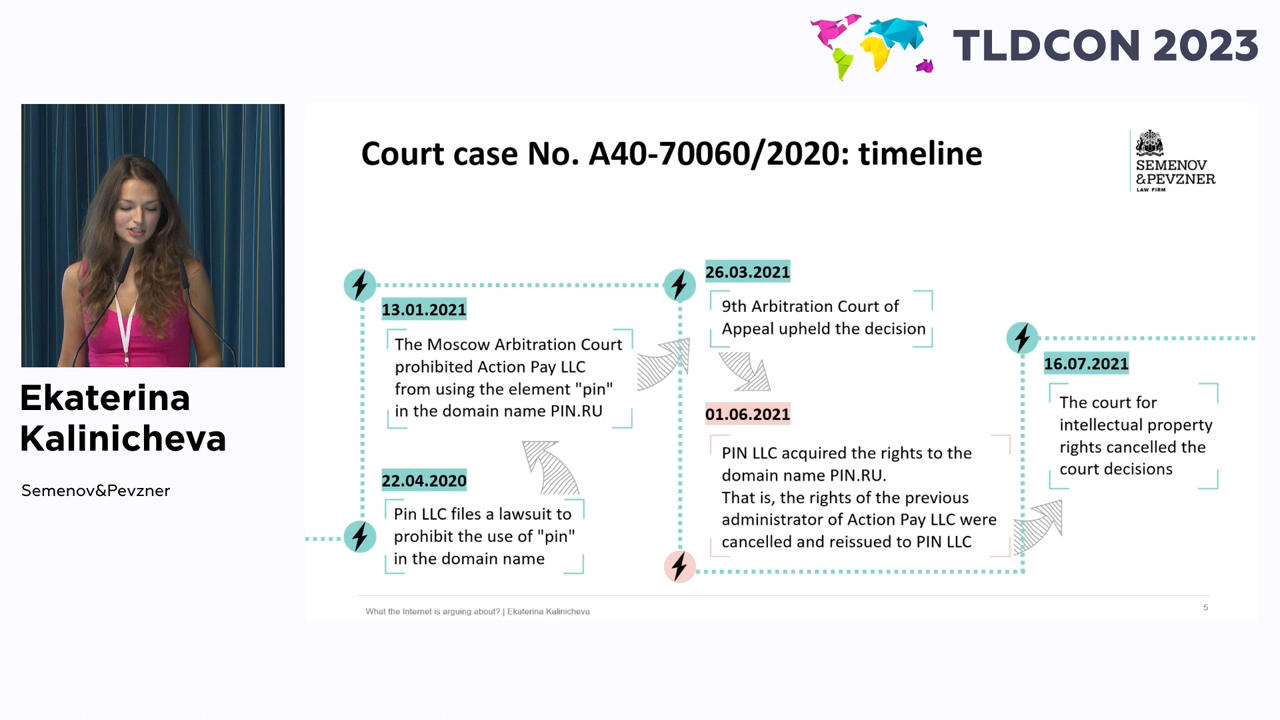 TLDCON 2023
Court case No. A40-70060/2020: timeline
SEMENOV
&PEVZNER
LAW FIRM
26.03.2021
9th Arbitration Court of
Appeal upheld the decision
13.01.2021
The Moscow Arbitration Court
prohibited Action Pay LLC
from using the element "pin"
in the domain name PIN.RU
16.07.2021
The court for
intellectual property
rights cancelled the
court decisions
01.06.2021
PIN LLC acquired the rights to the
domain name PIN.RU.
That is, the rights of the previous
administrator of Action Pay LLC were
cancelled and reissued to PIN LLC
22.04.2020
Pin LLC files a lawsuit to
prohibit the use of "pin"
in the domain name
What the Internet is arguing about? | Ekaterina Kalinicheva
5
Ekaterina
Kalinicheva
Semenov&Pevzner